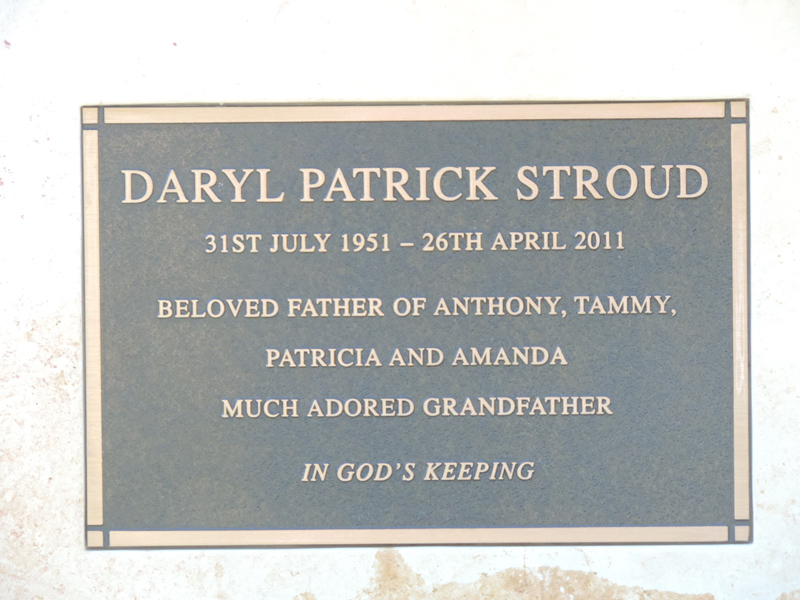 DARYL PATRICK STROUD
31ST JULY 1951 – 26TH APRIL 2011
BELOVED FATHER OF ANTHONY, TAMMY,
PATRICIA AND AMANDA
MUCH ADORED GRANDFATHER
IN GOD'S KEEPING